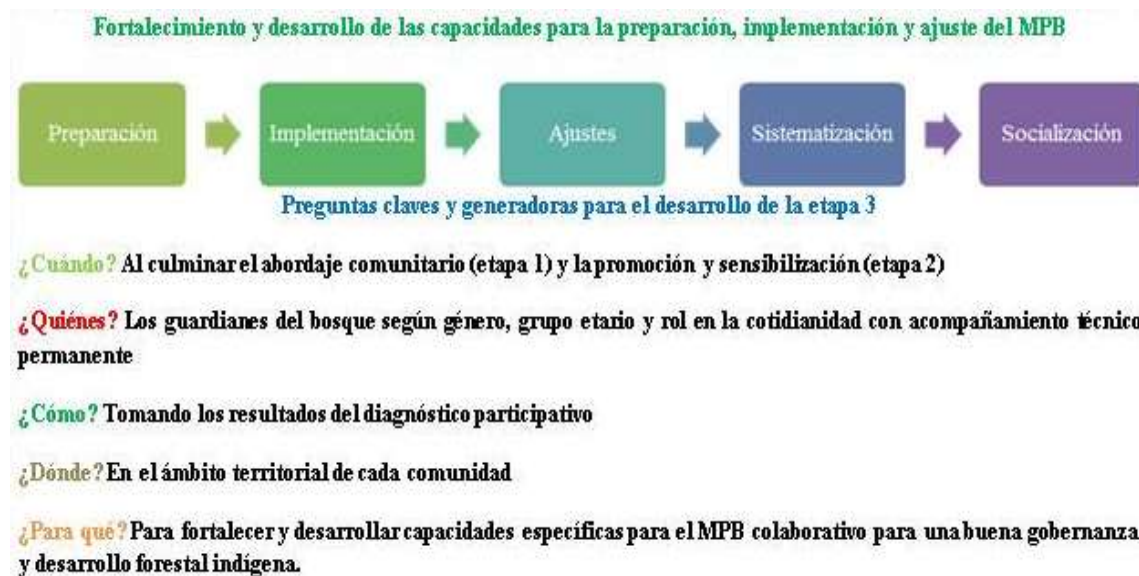 Fortalecimiento y desarrollo de las capacidades para la preparación, implementación y ajuste del MPB
Preparación
Implementación
Ajustes
Sistematización
Socialización
Preguntas claves y generadoras para el desarrollo de la etapa 3
¿Cuándo? Al culminar el abordaje comunitario (etapa 1) y la promoción y sensibilización (etapa 2)
¿Quiénes? Los guardianes del bosque según género, grupo etario y rol en la cotidianidad con acompañamiento técnico
permanente
¿Cómo? Tomando los resultados del diagnóstico participativo
¿Dónde? En el ámbito territorial de cada comunidad
¿Para qué? Para fortalecer y desarrollar capacidades específicas para el MPB colaborativo para una buena gobernanza
y desarrollo forestal indígena.